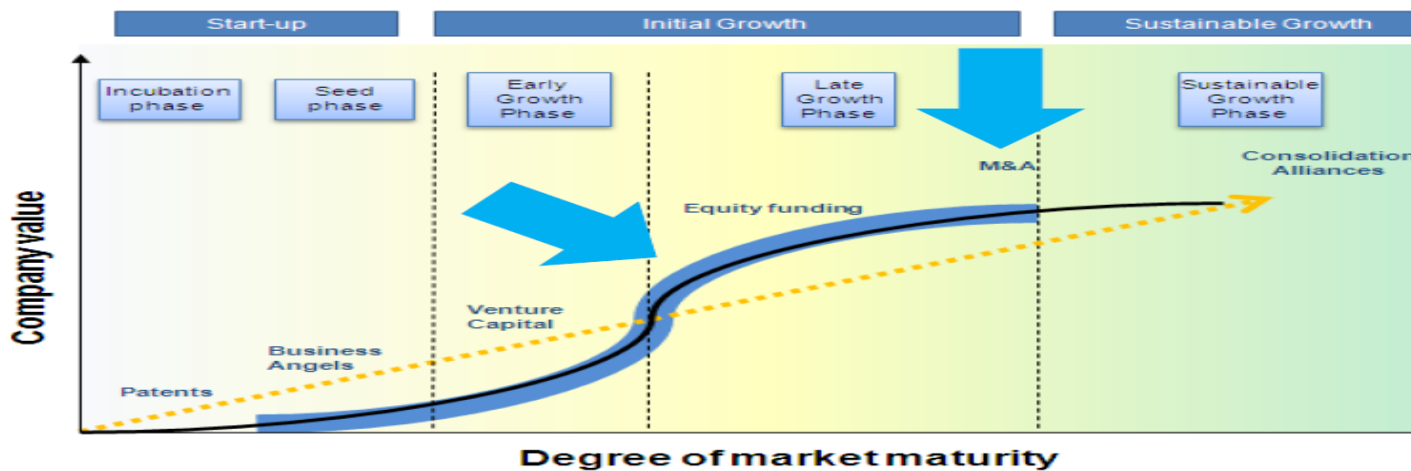 Start-up
Initial Growth
Sustainable Growth
Incubation
phase
Seed
phase
Early
Growth
Phase
Late
Growth
Phase
Sustainable
Growth
Phase
M&A
Consolidation
Alliances
Equity funding
Venture
Capital
Business
Angels
Patents
Company value
Degree of market maturity